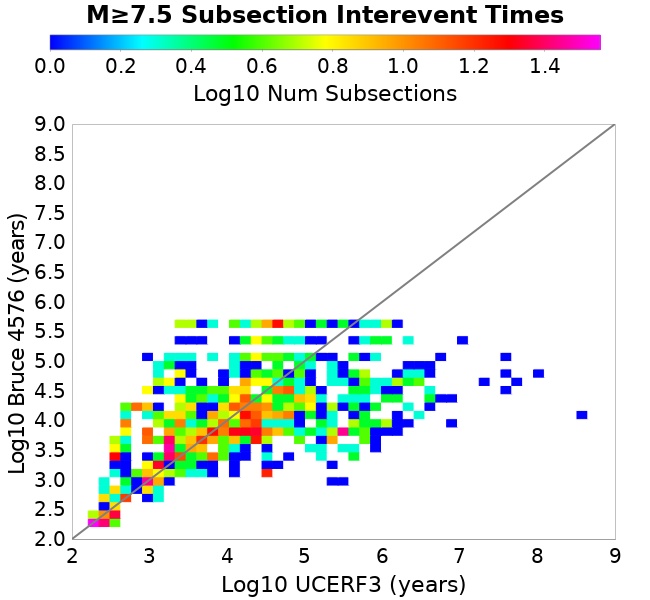 M≥7.5 Subsection Interevent Times
0.0 0.2 0.4 0.6 0.8 1.0 1.2 1.4
Log10 Num Subsections
9.0
8.5
8.0
7.5
7.0
6.5
6.0
5.5
5.0
4.5
4.0
3.5
3.0
2.5
2.0
Log10 Bruce 4576 (years)
2 3 4 5 6 7 8 9
Log10 UCERF3 (years)